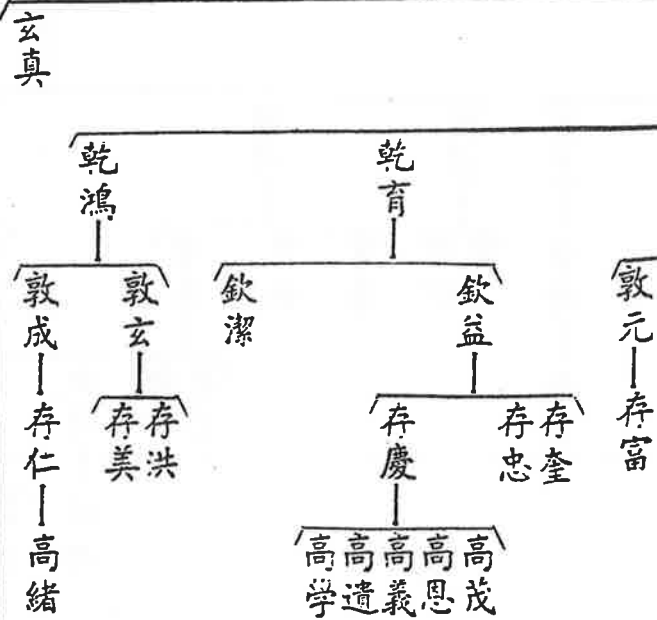 玄真
乾育
乾鴻
敦元
欽益
欽潔
敦玄
敦成
存富
存奎
存忠
存慶
存洪
存美
存仁
高茂
高恩
高義
高遺
高學
高緒